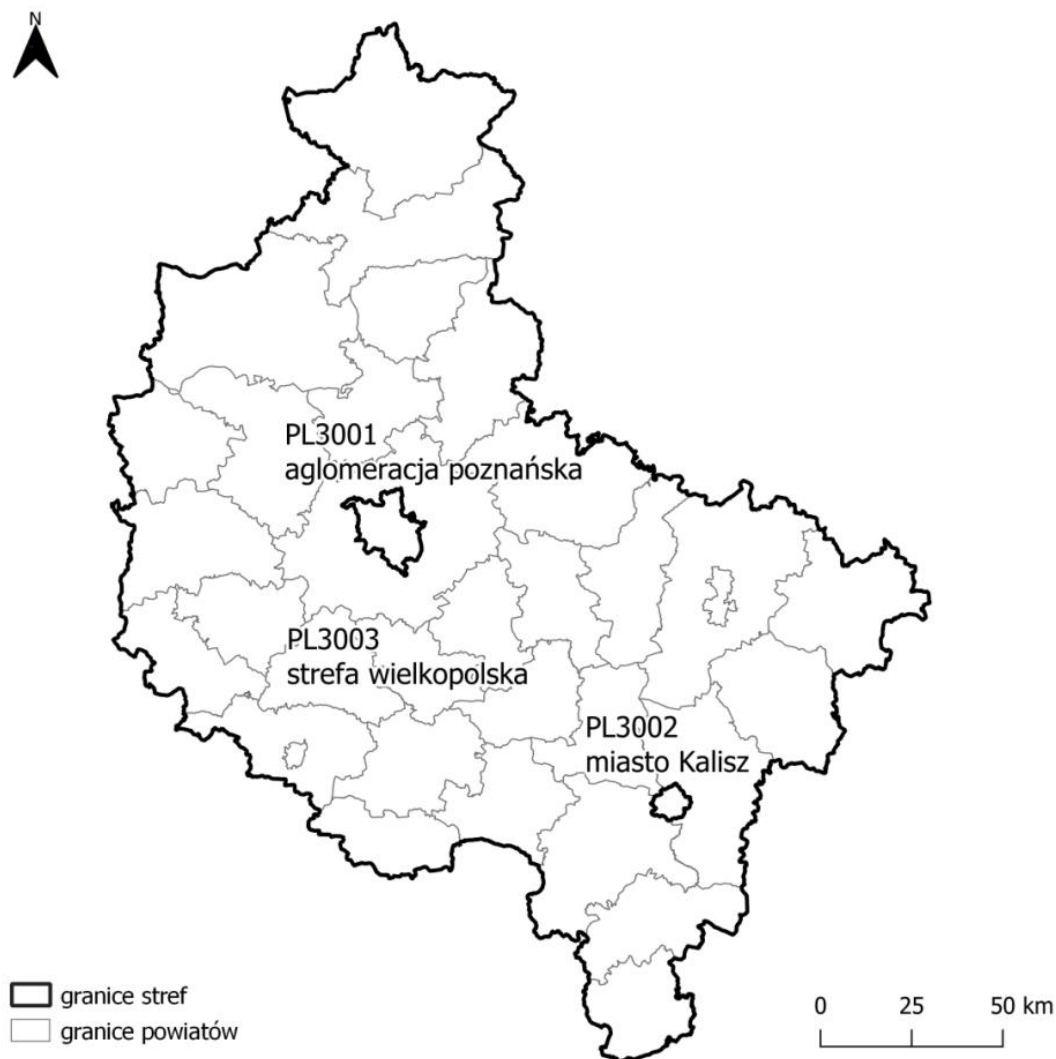 N
PL3001
aglomeracja poznańska
PL3003
strefa wielkopolska
PL3002
miasto Kalisz
granice stref
granice powiatów
0 25 50 km